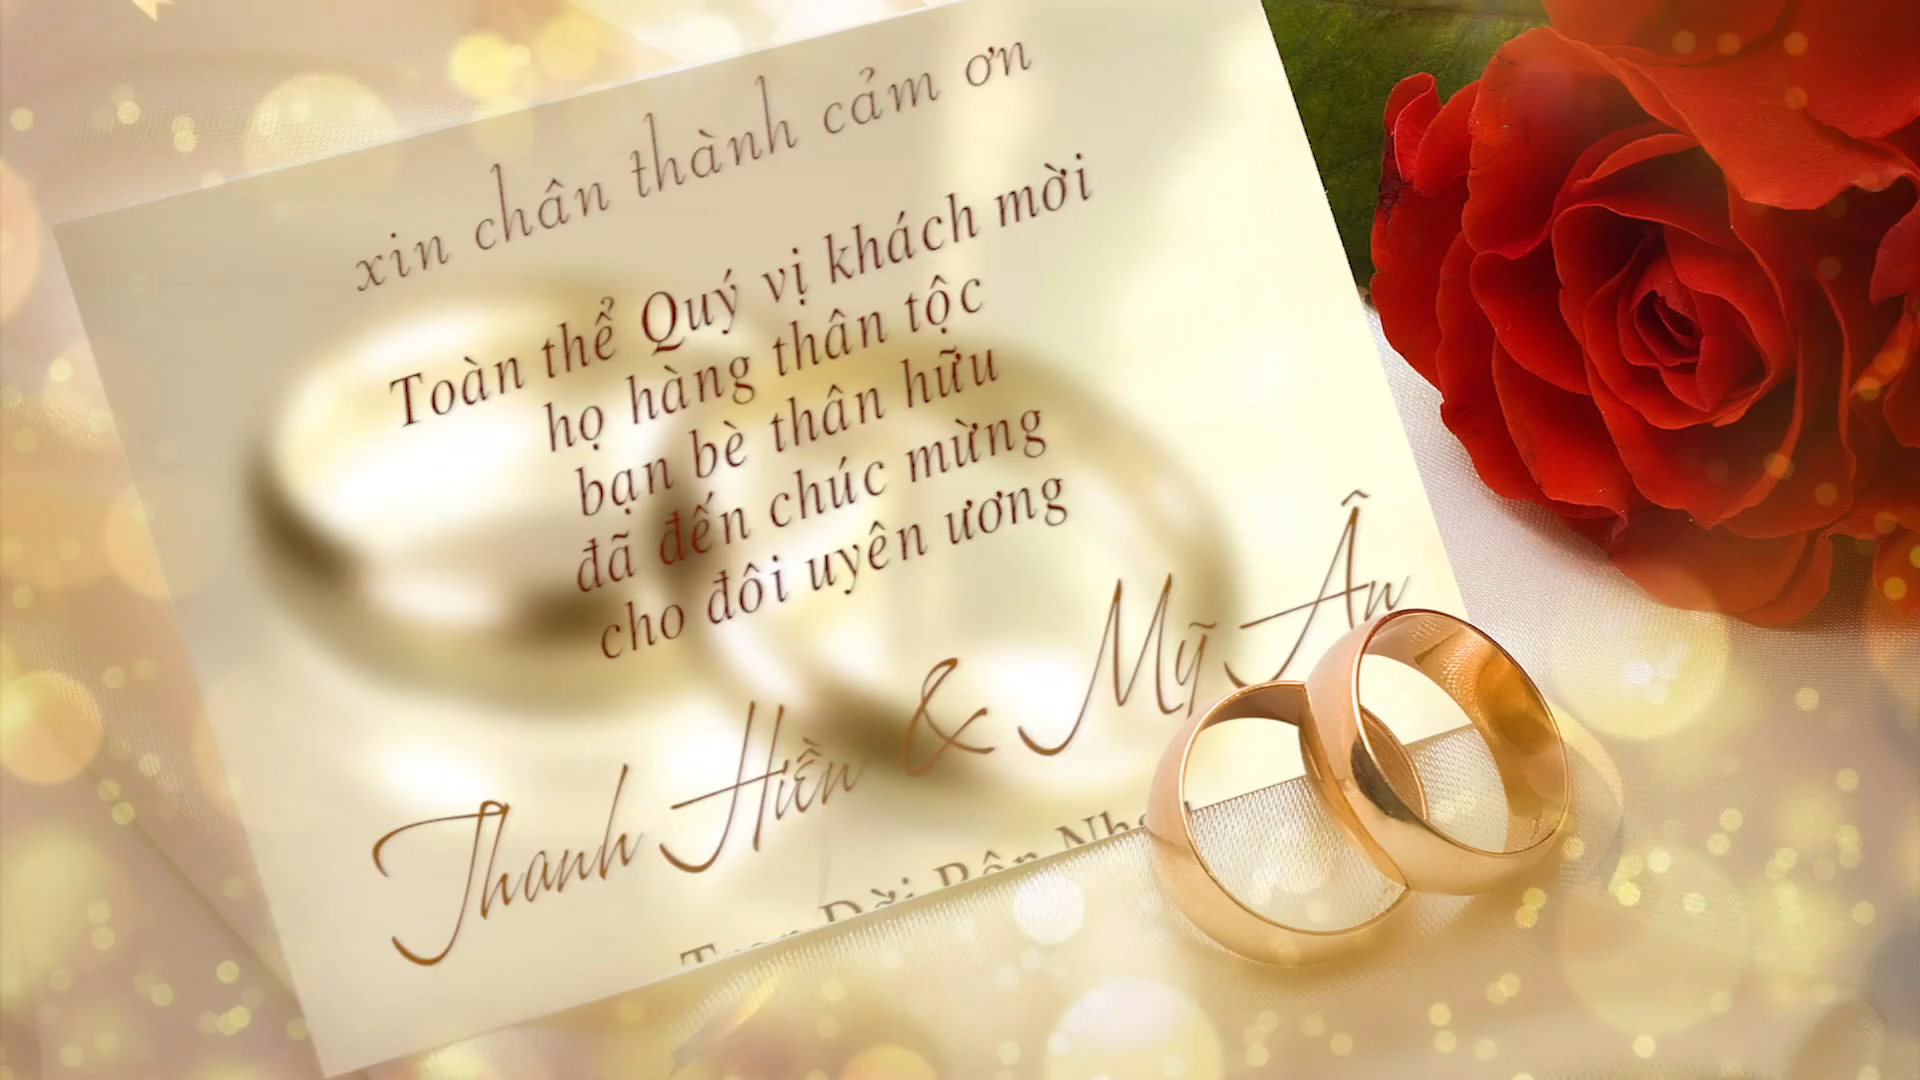 xin chân thành cảm ơn
Toàn thể Quý vị khách mời
họ hàng thân tộc
bạn bè thân hữu
đã đến chúc mừng
cho đôi uyên ương
Thanh Hiền & Mỹ Ân